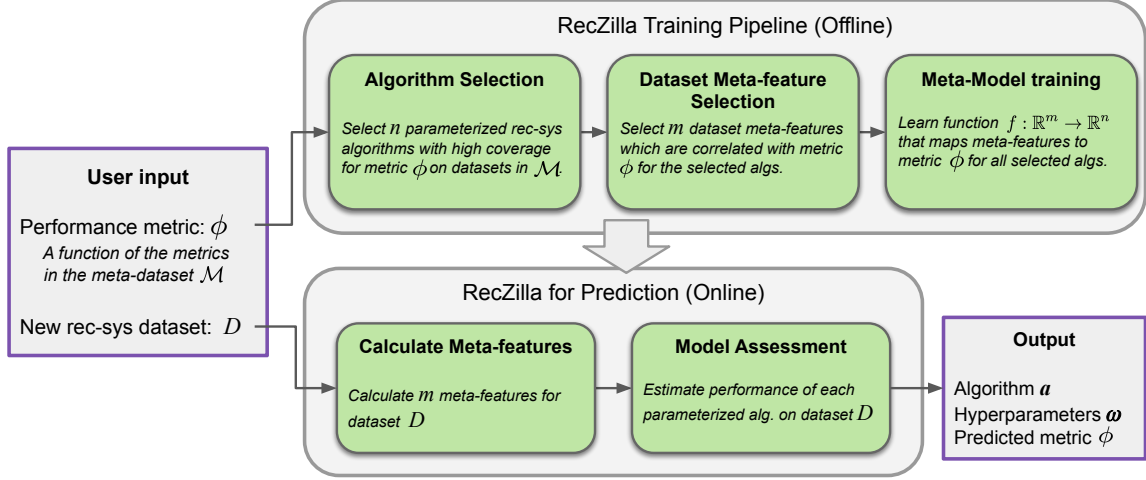 RecZilla Training Pipeline (Offline)
Algorithm Selection
Select n parameterized rec-sys
algorithms with high coverage
for metric ϕ on datasets in ℳ.
Dataset Meta-feature
Selection
Select m dataset meta-features
which are correlated with metric
ϕ for the selected algs.
Meta-Model training
Learn function f : ℝ^m → ℝ^n
that maps meta-features to
metric ϕ for all selected algs.
User input
Performance metric: ϕ
A function of the metrics
in the meta-dataset ℳ
New rec-sys dataset: D
RecZilla for Prediction (Online)
Calculate Meta-features
Calculate m meta-features for
dataset D
Model Assessment
Estimate performance of each
parameterized alg. on dataset D
Output
Algorithm a
Hyperparameters ω
Predicted metric ϕ